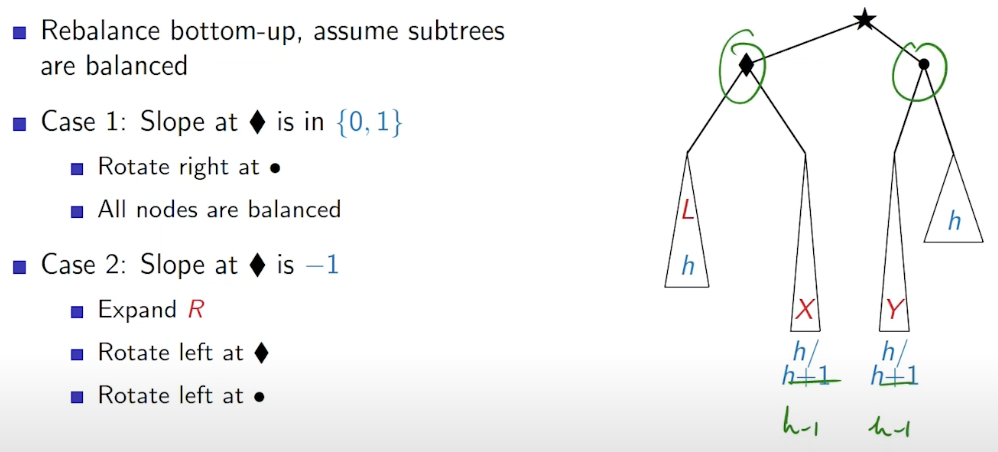 Rebalance bottom-up, assume subtrees
are balanced
Case 1: Slope at ♦ is in {0, 1}
Rotate right at •
All nodes are balanced
Case 2: Slope at ♦ is −1
Expand R
Rotate left at ♦
Rotate left at •
L
h
h
X
Y
h/
h+1
h/
h+1
h-1
h-1